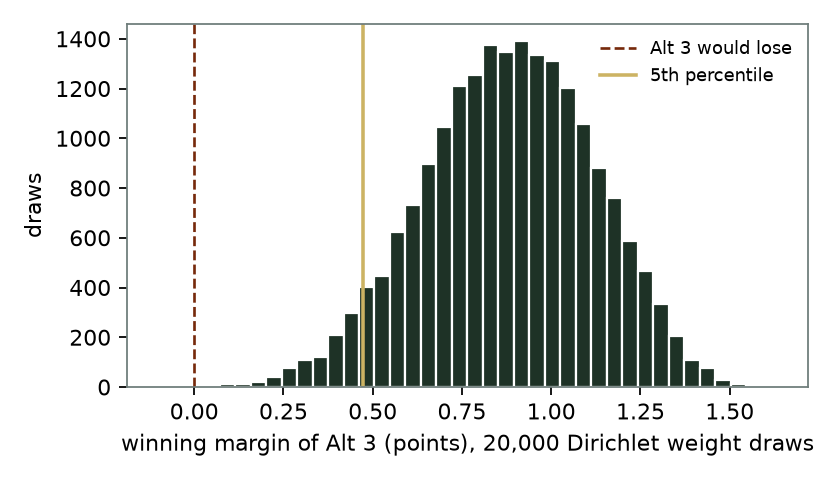 1400
1200
1000
800
600
400
200
0
draws
Alt 3 would lose
5th percentile
0.00 0.25 0.50 0.75 1.00 1.25 1.50
winning margin of Alt 3 (points), 20,000 Dirichlet weight draws